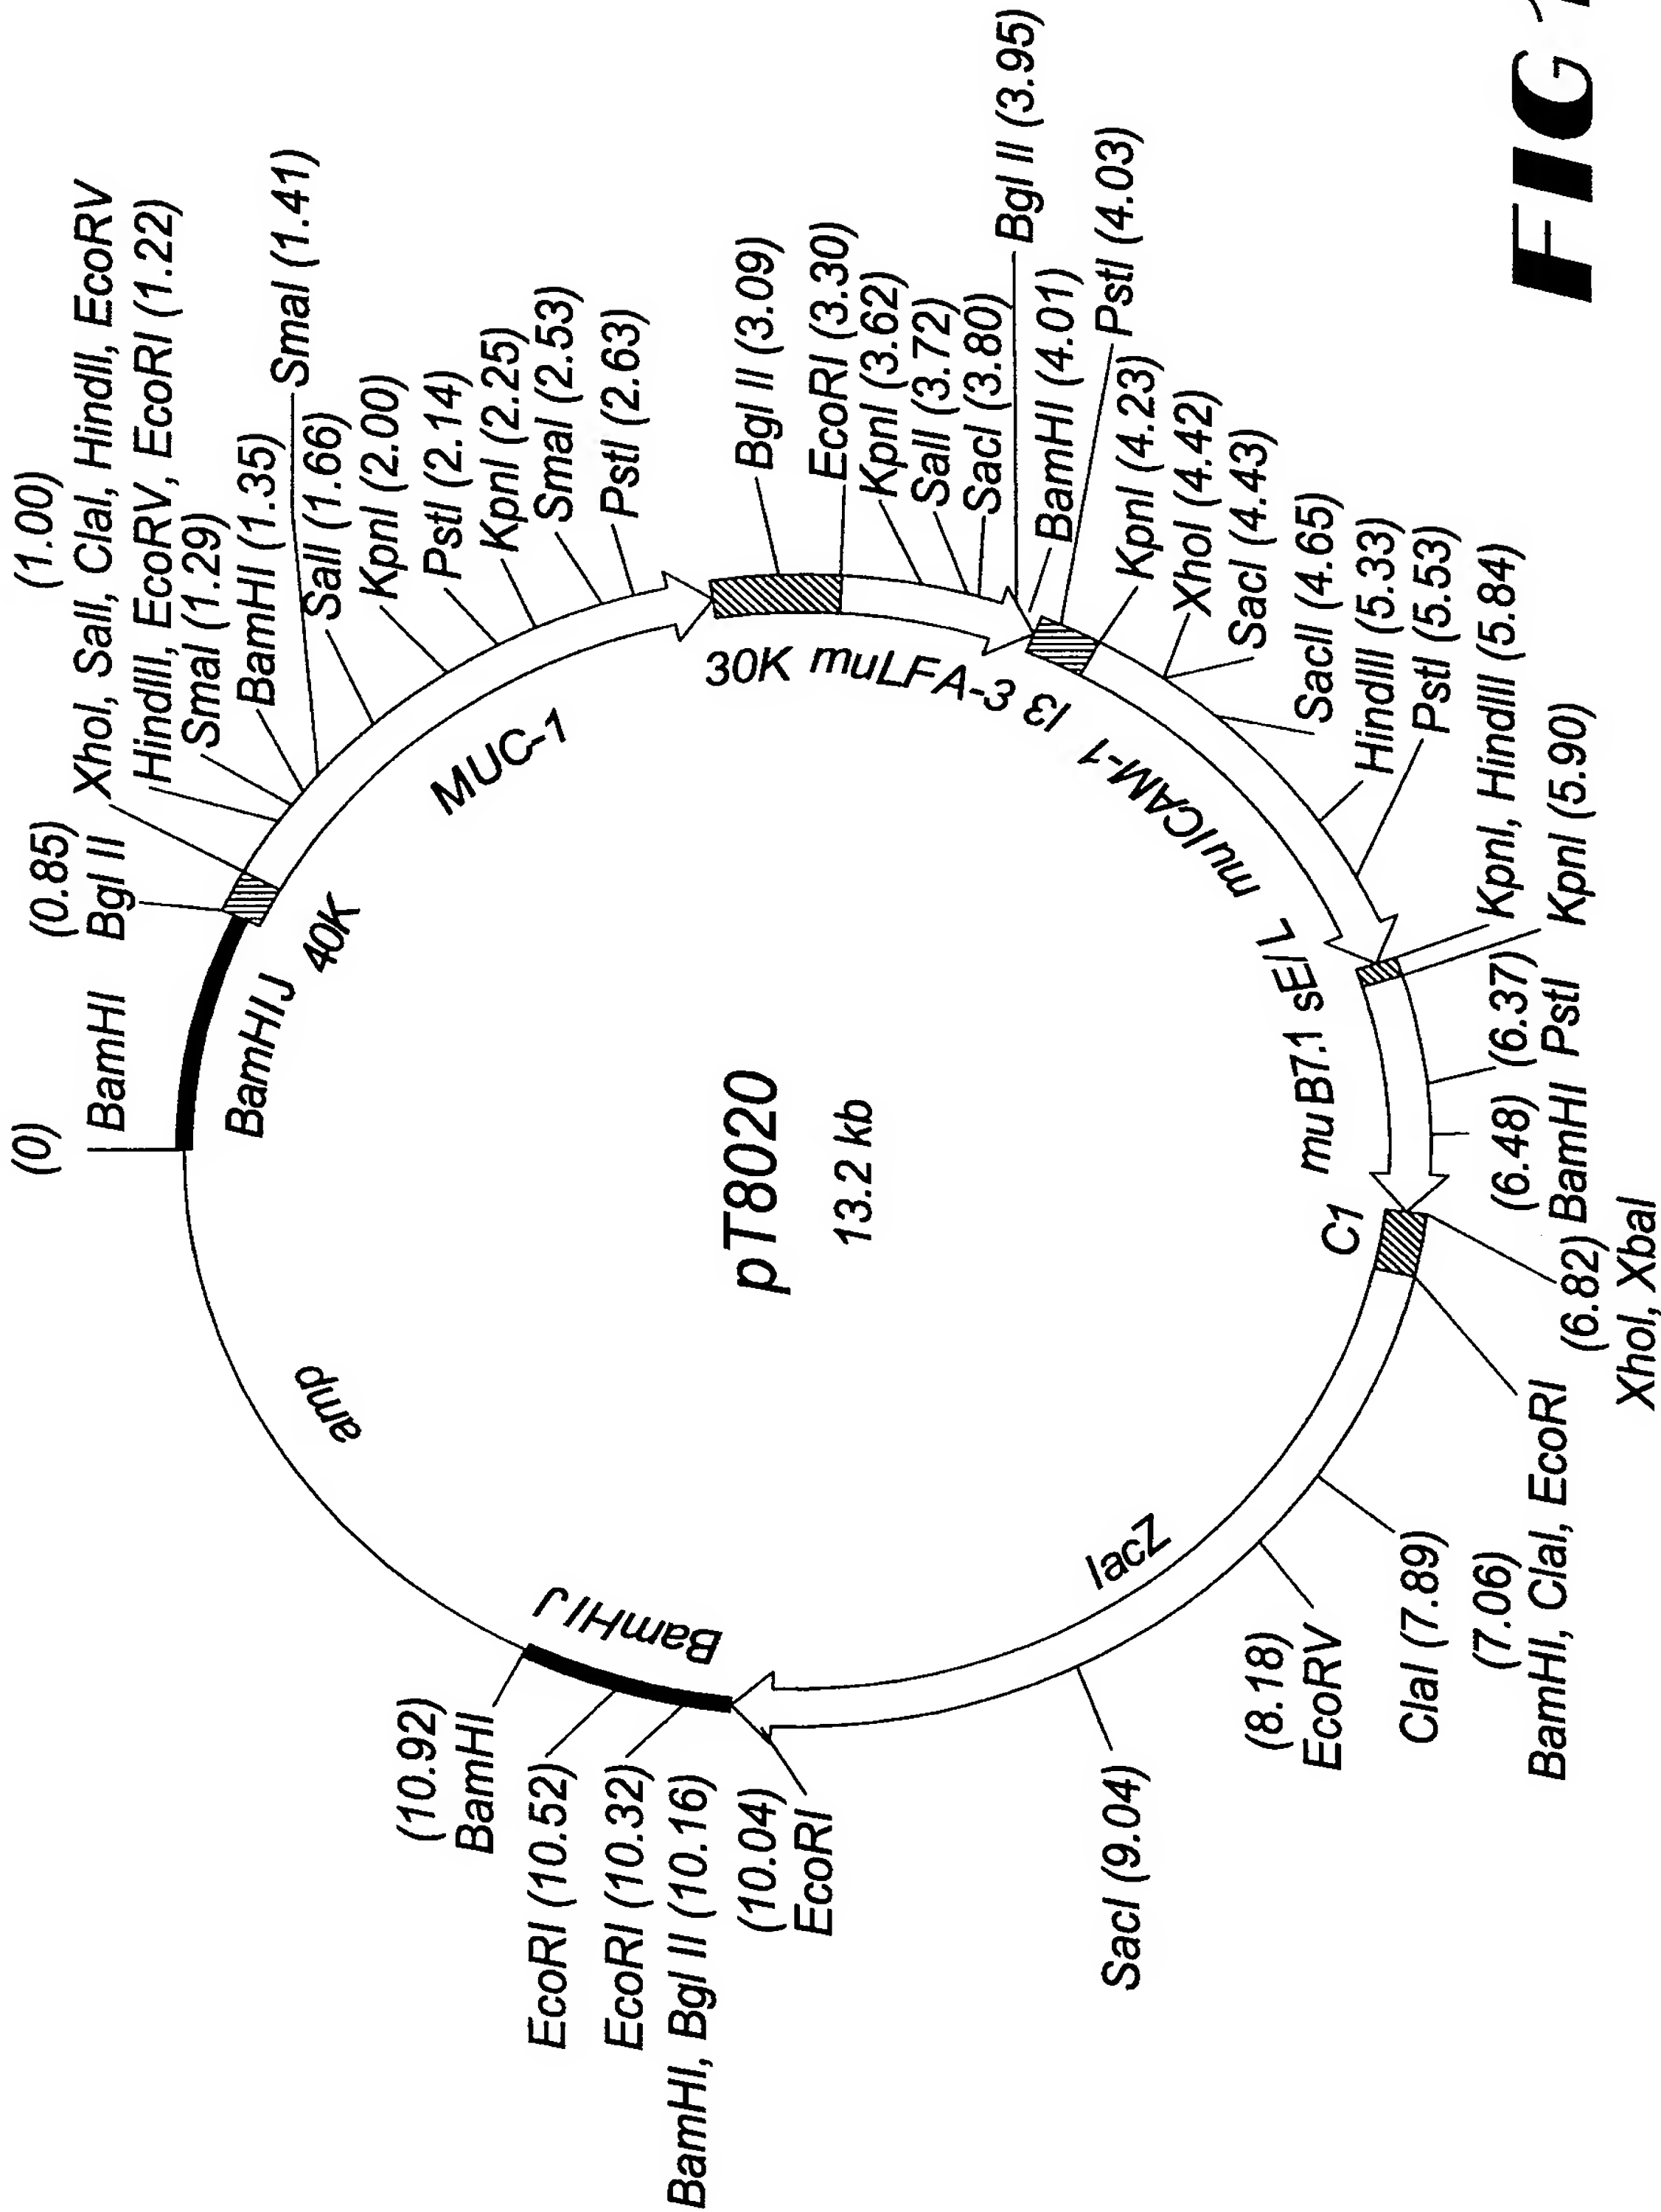 (0)
BamHI
(0.85)
Bgl II
(1.00)
XhoI, SalI, ClaI, HindII, EcoRV
HindIII, EcoRV, EcoRI (1.22)
SmaI (1.29)
BamHI (1.35)
SmaI (1.41)
SalI (1.66)
KpnI (2.00)
PstI (2.14)
KpnI (2.25)
SmaI (2.53)
PstI (2.63)
Bgl II (3.09)
EcoRI (3.30)
KpnI (3.62)
SalI (3.72)
SacI (3.80)
Bgl II (3.95)
BamHI (4.01)
PstI (4.03)
KpnI (4.23)
XhoI (4.42)
SacI (4.43)
SacII (4.65)
HindIII (5.33)
PstI (5.53)
KpnI, HindIII (5.84)
KpnI (5.90)
(6.37)
PstI
(6.48)
BamHI
(6.82)
XhoI, XbaI
(7.06)
BamHI, ClaI, EcoRI
ClaI (7.89)
(8.18)
EcoRV
SacI (9.04)
(10.04)
EcoRI
BamHI, Bgl II (10.16)
EcoRI (10.32)
EcoRI (10.52)
(10.92)
BamHI
BamHI J
40K
MUC-1
30K
muLFA-3
I3
muICAM-1
sE/L
muB7.1
C1
lacZ
BamHI J
amp
pT8020
13.2 kb